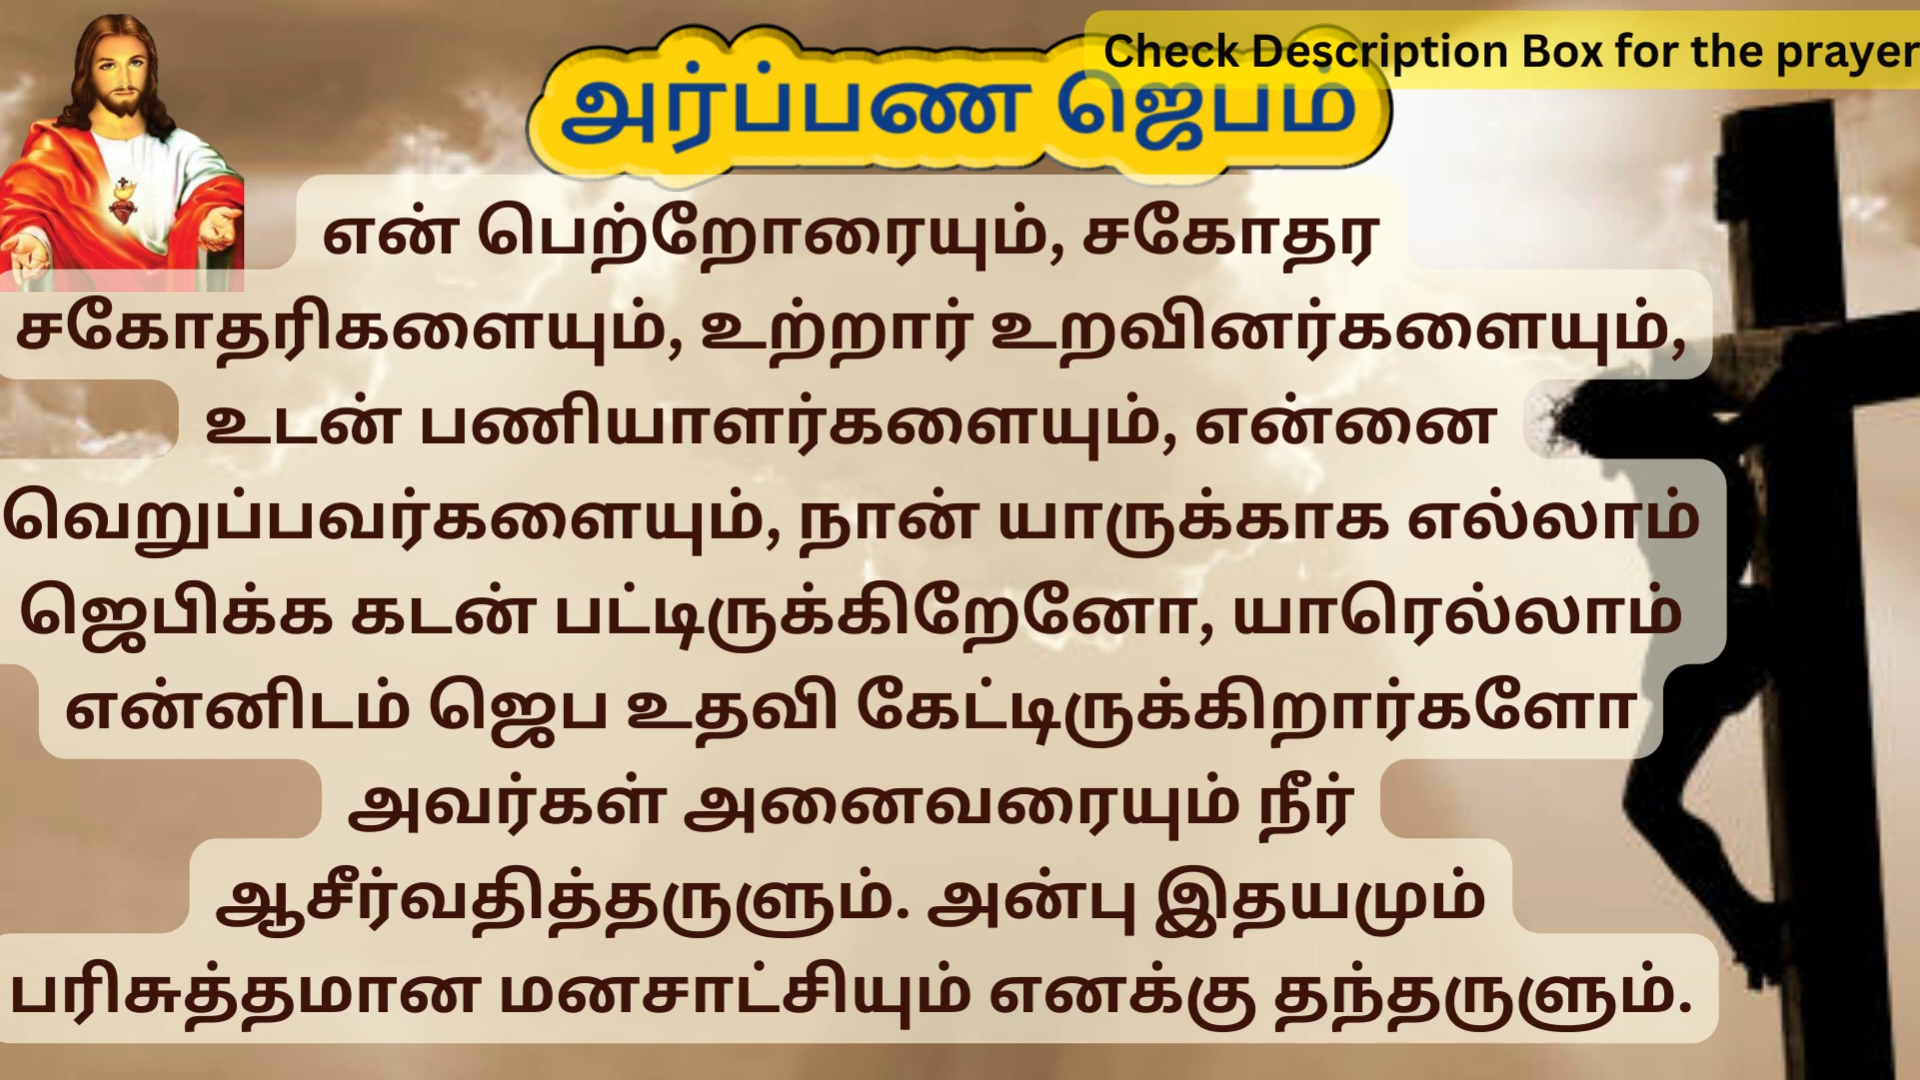 Check Description Box for the prayer
அர்ப்பண ஜெபம்
என் பெற்றோரையும், சகோதர
சகோதரிகளையும், உற்றார் உறவினர்களையும்,
உடன் பணியாளர்களையும், என்னை
வெறுப்பவர்களையும், நான் யாருக்காக எல்லாம்
ஜெபிக்க கடன் பட்டிருக்கிறேனோ, யாரெல்லாம்
என்னிடம் ஜெப உதவி கேட்டிருக்கிறார்களோ
அவர்கள் அனைவரையும் நீர்
ஆசீர்வதித்தருளும். அன்பு இதயமும்
பரிசுத்தமான மனசாட்சியும் எனக்கு தந்தருளும்.